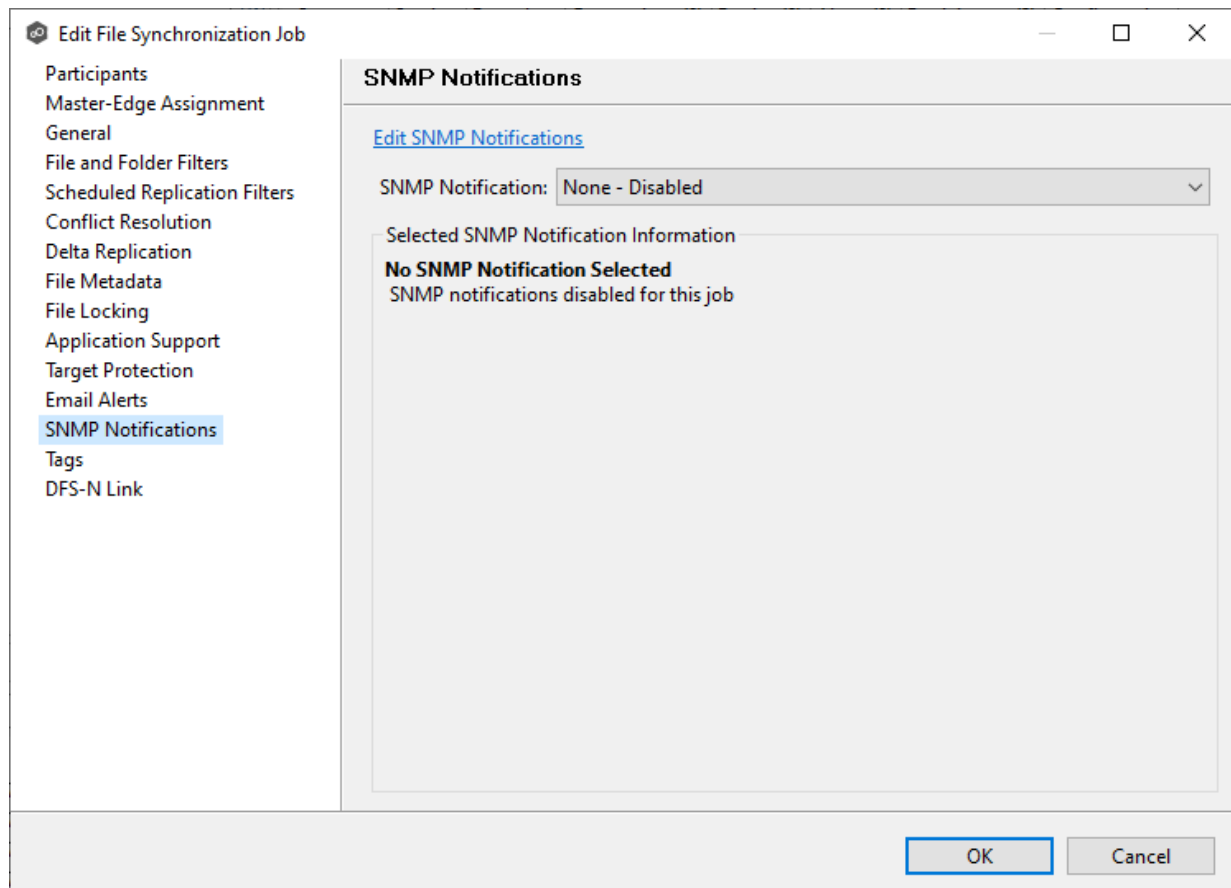 Edit File Synchronization Job
Participants
Master-Edge Assignment
General
File and Folder Filters
Scheduled Replication Filters
Conflict Resolution
Delta Replication
File Metadata
File Locking
Application Support
Target Protection
Email Alerts
SNMP Notifications
Tags
DFS-N Link
SNMP Notifications
Edit SNMP Notifications
SNMP Notification: None - Disabled
Selected SNMP Notification Information
No SNMP Notification Selected
SNMP notifications disabled for this job
OK Cancel